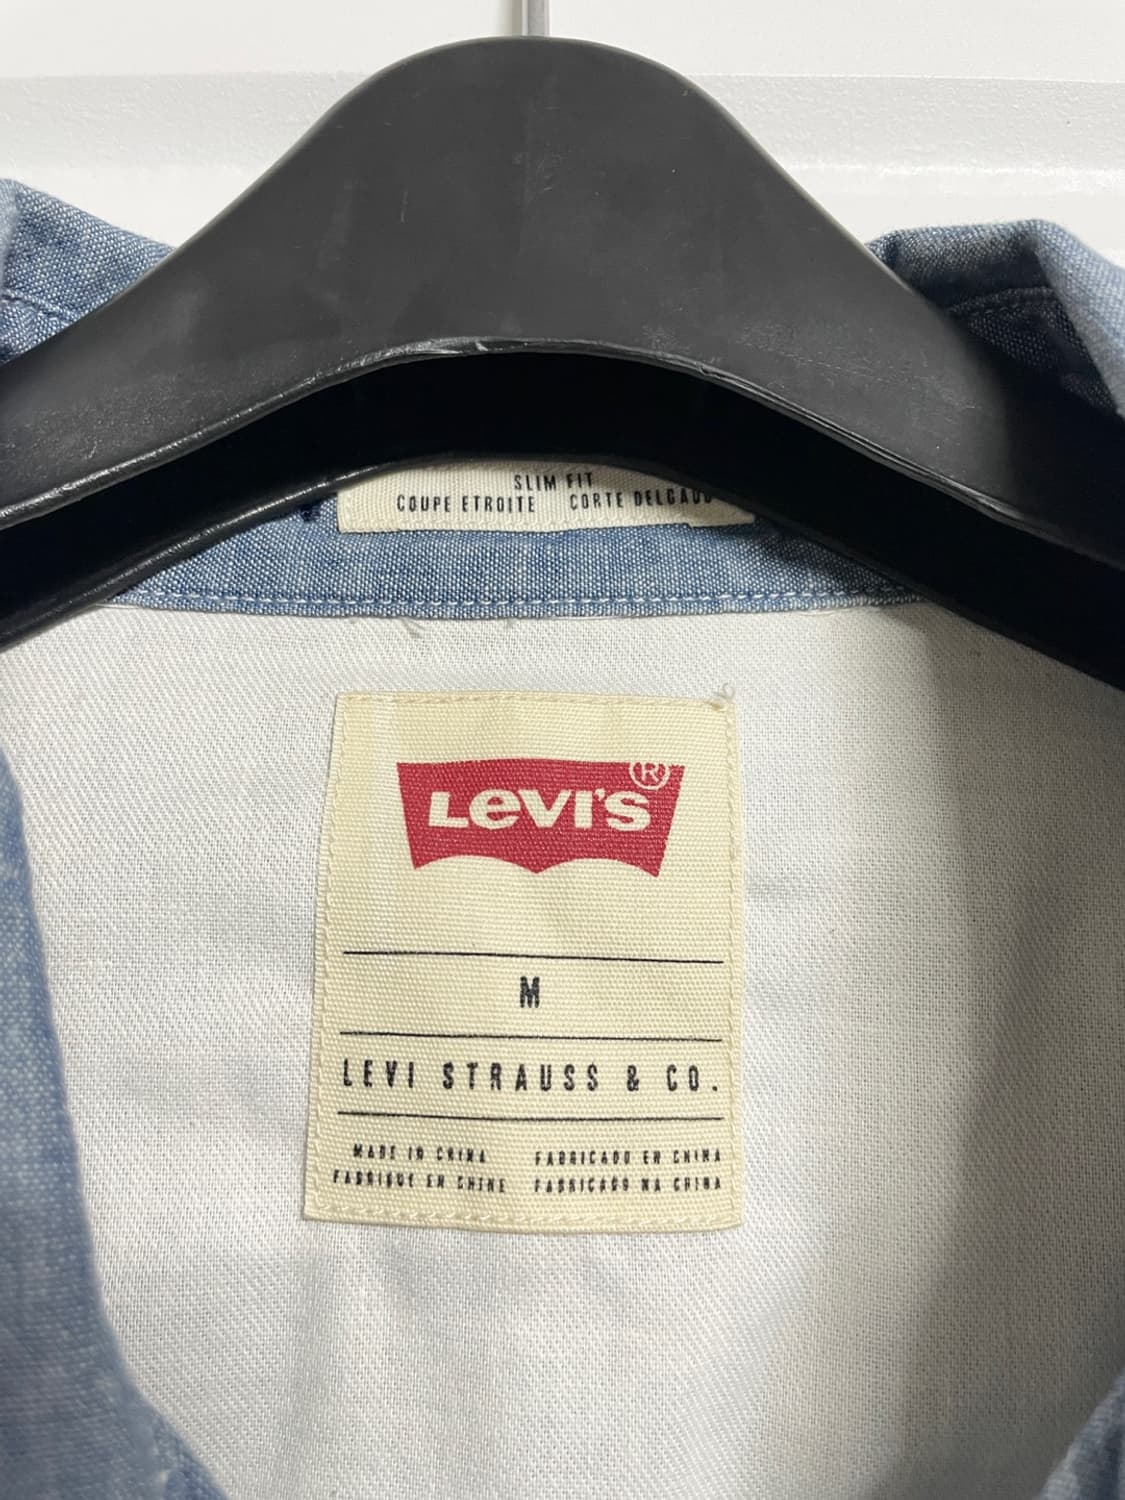 SLIM FIT
COUPE ETROITE CORTE DELGADO
LEVI'S®
M
LEVI STRAUSS & CO.
MADE IN CHINA FABRICADO EN CHINA
FABRIQUE EN CHINE FABRICADO NA CHINA